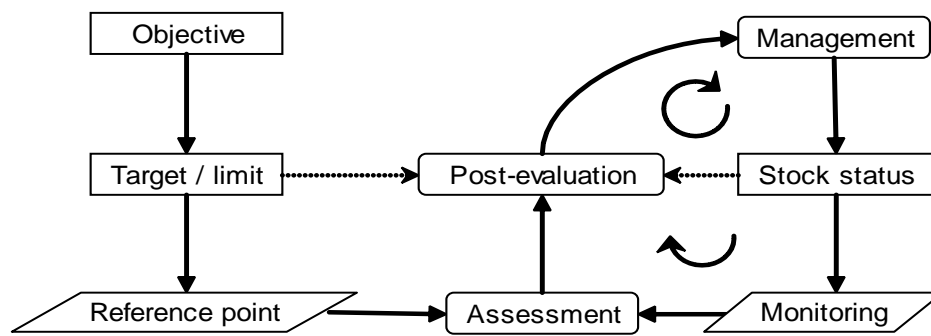 Objective
Management
Target / limit
Post-evaluation
Stock status
Reference point
Assessment
Monitoring